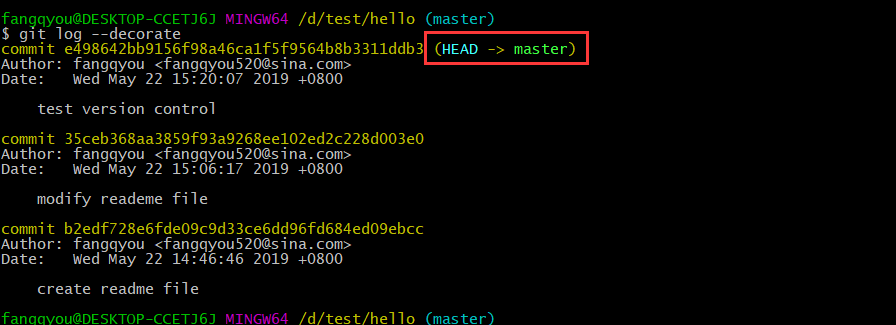 fangqyou@DESKTOP-CCETJ6J MINGW64 /d/test/hello (master)
$ git log --decorate
commit e498642bb9156f98a46ca1f5f9564b8b3311ddb3 (HEAD -> master)
Author: fangqyou <fangqyou520@sina.com>
Date:   Wed May 22 15:20:07 2019 +0800
    test version control
commit 35ceb368aa3859f93a9268ee102ed2c228d003e0
Author: fangqyou <fangqyou520@sina.com>
Date:   Wed May 22 15:06:17 2019 +0800
    modify reademe file
commit b2edf728e6fde09c9d33ce6dd96fd684ed09ebcc
Author: fangqyou <fangqyou520@sina.com>
Date:   Wed May 22 14:46:46 2019 +0800
    create readme file
fangqyou@DESKTOP-CCETJ6J MINGW64 /d/test/hello (master)